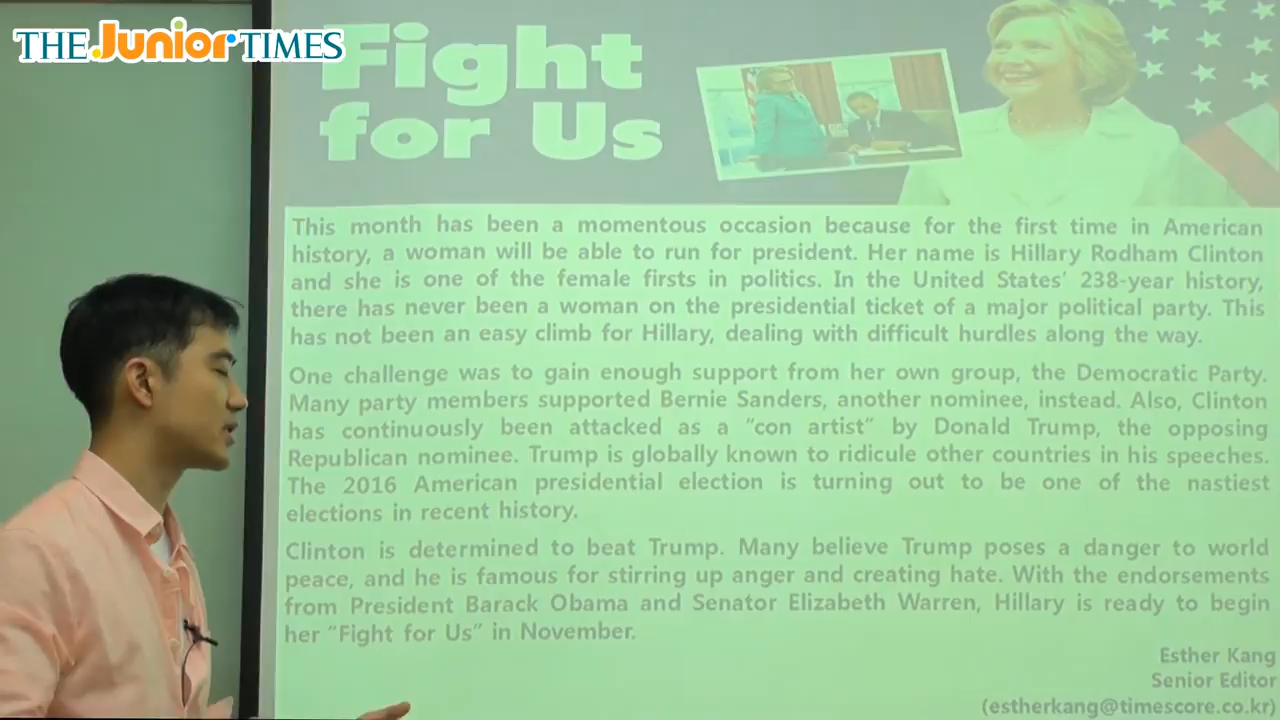 THE Junior TIMES
Fight
for Us
This month has been a momentous occasion because for the first time in American
history, a woman will be able to run for president. Her name is Hillary Rodham Clinton
and she is one of the female firsts in politics. In the United States' 238-year history,
there has never been a woman on the presidential ticket of a major political party. This
has not been an easy climb for Hillary, dealing with difficult hurdles along the way.
One challenge was to gain enough support from her own group, the Democratic Party.
Many party members supported Bernie Sanders, another nominee, instead. Also, Clinton
has continuously been attacked as a "con artist" by Donald Trump, the opposing
Republican nominee. Trump is globally known to ridicule other countries in his speeches.
The 2016 American presidential election is turning out to be one of the nastiest
elections in recent history.
Clinton is determined to beat Trump. Many believe Trump poses a danger to world
peace, and he is famous for stirring up anger and creating hate. With the endorsements
from President Barack Obama and Senator Elizabeth Warren, Hillary is ready to begin
her "Fight for Us" in November.
Esther Kang
Senior Editor
(estherkang@timescore.co.kr)